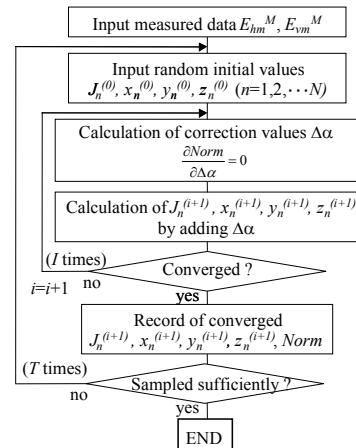 Input measured data E_hm^M, E_vm^M
Input random initial values
J_n^(0), x_n^(0), y_n^(0), z_n^(0) (n=1,2,⋯N)
Calculation of correction values Δα
∂Norm/∂Δα = 0
Calculation of J_n^(i+1), x_n^(i+1), y_n^(i+1), z_n^(i+1)
by adding Δα
(I times)
Converged ?
i=i+1
no
yes
Record of converged
J_n^(i+1), x_n^(i+1), y_n^(i+1), z_n^(i+1), Norm
(T times)
Sampled sufficiently ?
no
yes
END